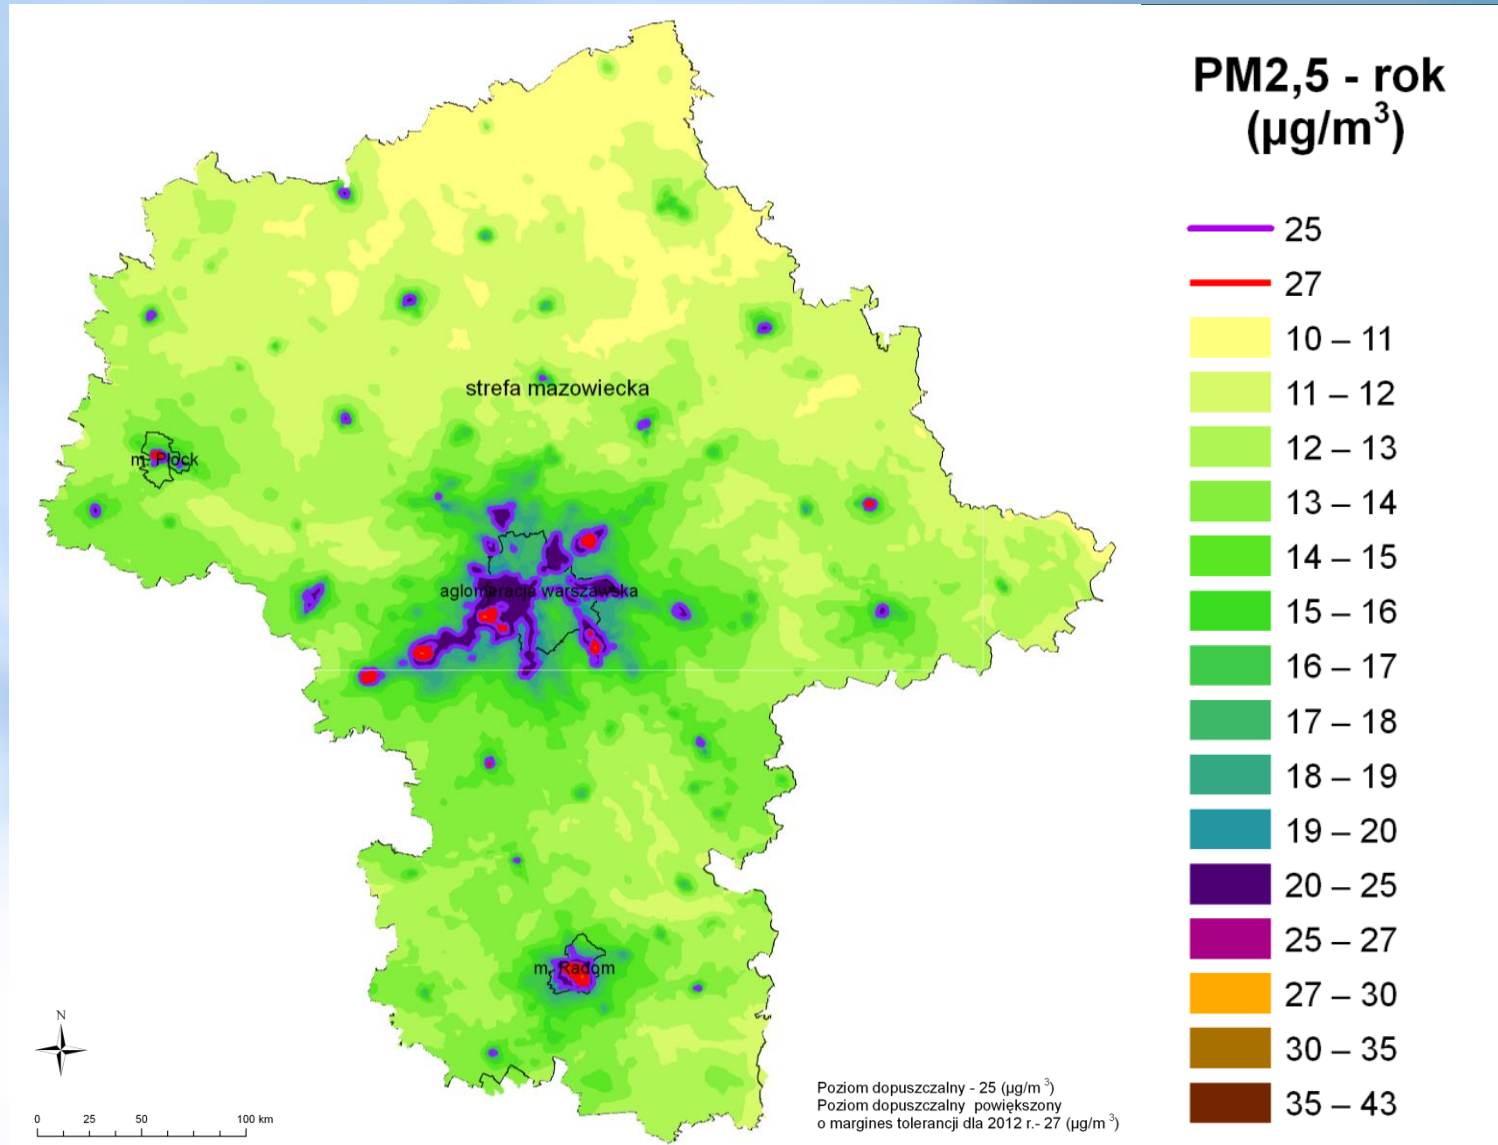 PM2,5 - rok
(µg/m³)
25
27
10 – 11
11 – 12
12 – 13
13 – 14
14 – 15
15 – 16
16 – 17
17 – 18
18 – 19
19 – 20
20 – 25
25 – 27
27 – 30
30 – 35
35 – 43
strefa mazowiecka
m. Płock
aglomeracja warszawska
m. Radom
N
0 25 50 100 km
Poziom dopuszczalny - 25 (µg/m³)
Poziom dopuszczalny powiększony
o margines tolerancji dla 2012 r.- 27 (µg/m³)